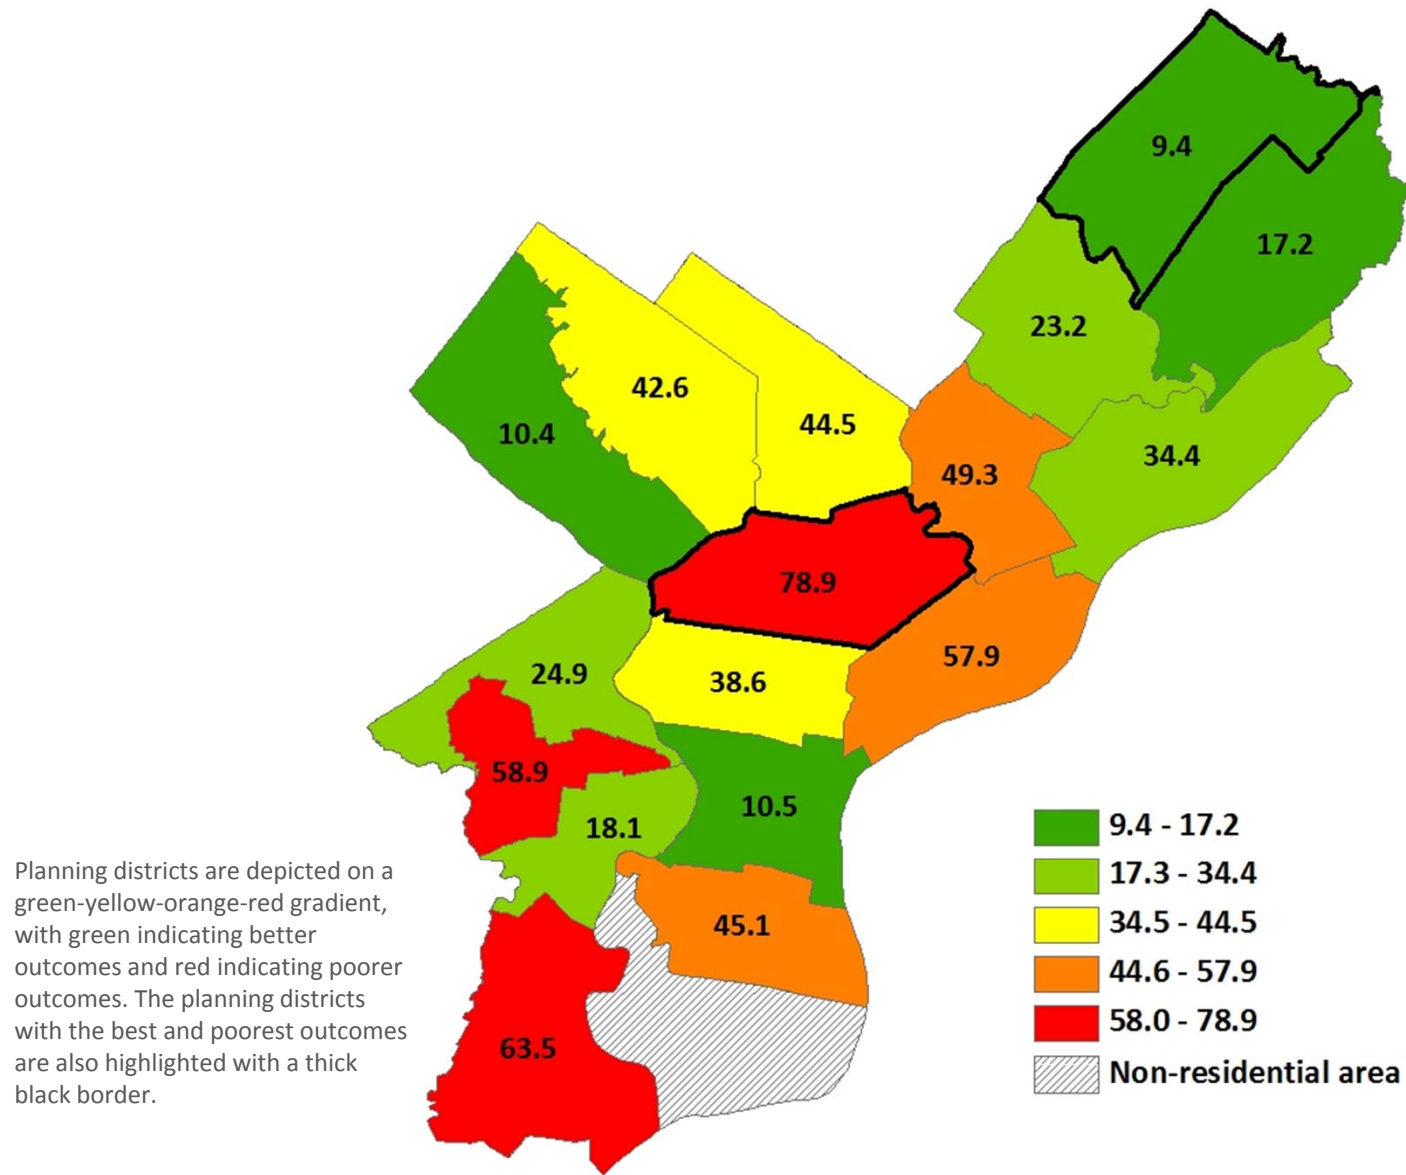 9.4
17.2
23.2
42.6
44.5
10.4
34.4
49.3
78.9
57.9
24.9
38.6
58.9
10.5
18.1
45.1
63.5
9.4 - 17.2
17.3 - 34.4
34.5 - 44.5
44.6 - 57.9
58.0 - 78.9
Non-residential area
Planning districts are depicted on a
green-yellow-orange-red gradient,
with green indicating better
outcomes and red indicating poorer
outcomes. The planning districts
with the best and poorest outcomes
are also highlighted with a thick
black border.